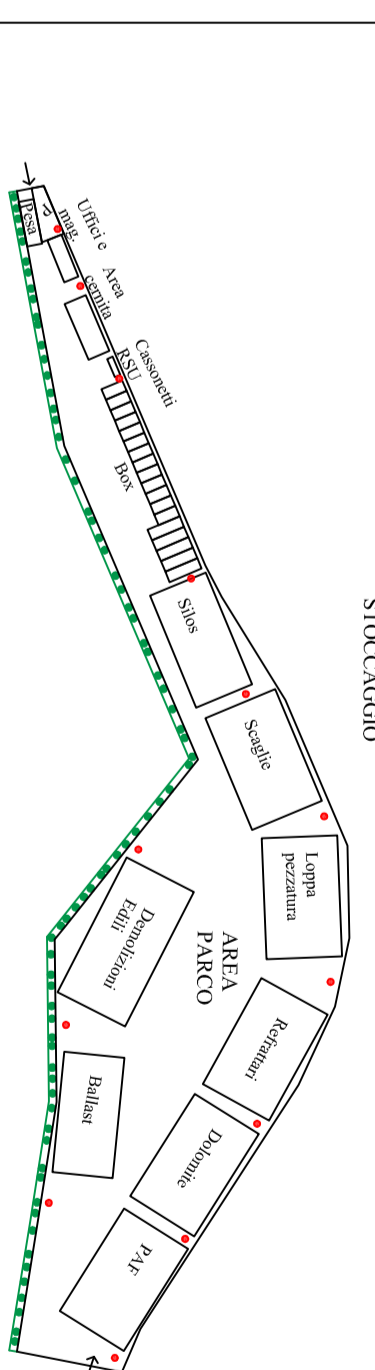 STOCCAGGIO
Uffici e
mag.
P
Pesa
Area
cernita
Cassonetti
RSU
Box
Silos
Scaglie
Loppa
pezzatura
AREA
PARCO
Demolizioni
Edili
Refrattari
Ballast
Dolomite
PAF